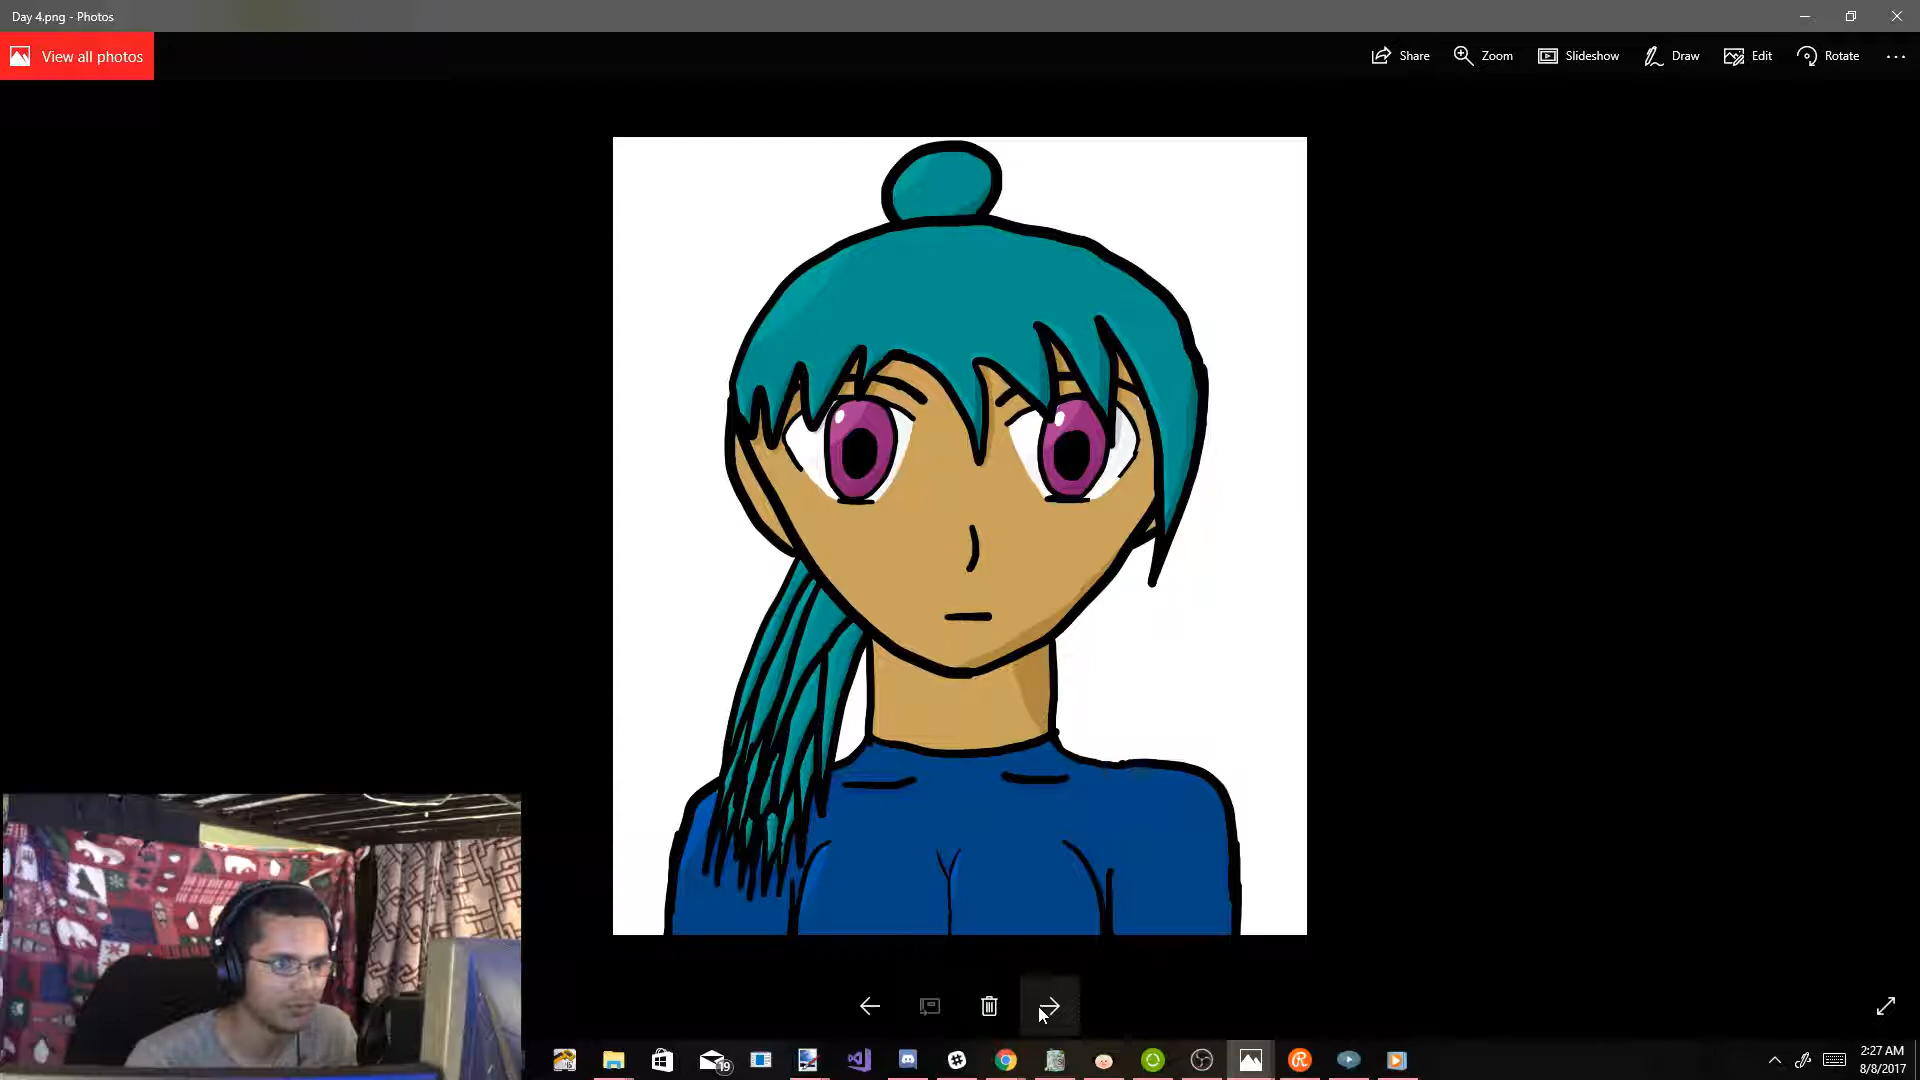 Day 4.png - Photos
View all photos
Share
Zoom
Slideshow
Draw
Edit
Rotate
19
2:27 AM
8/8/2017